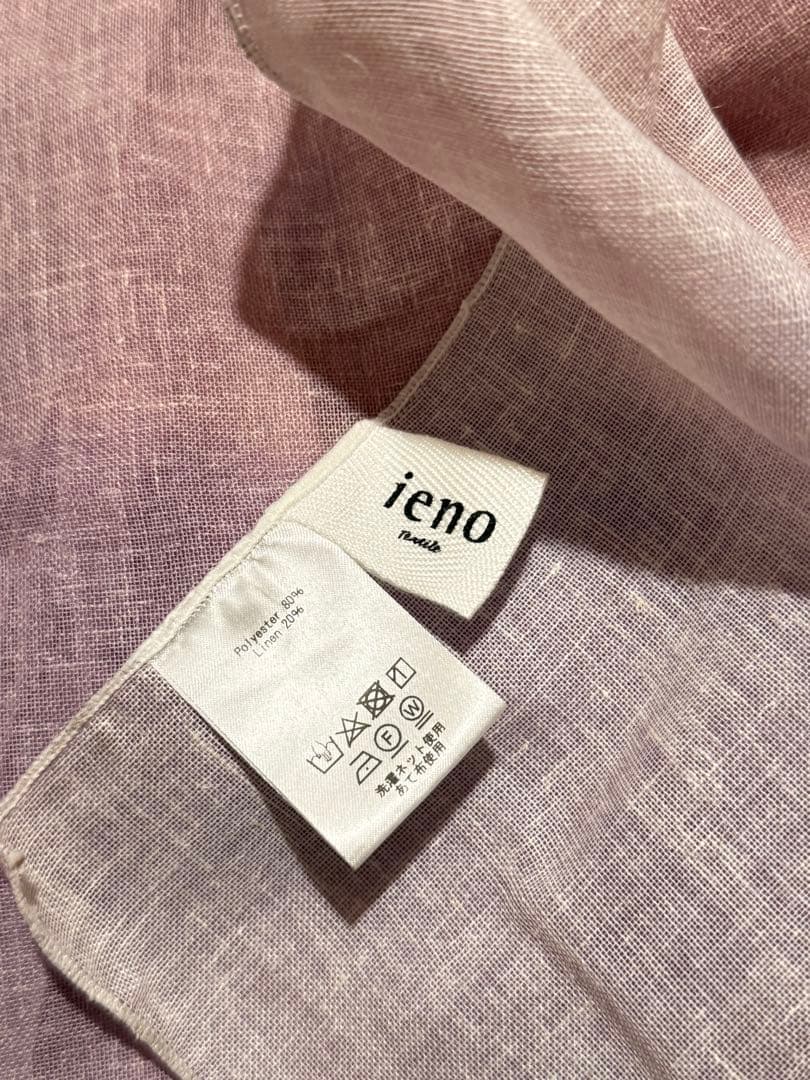 ieno
Textile
Polyester 80%
Linen 20%
F
W
洗濯ネット使用
あて布使用